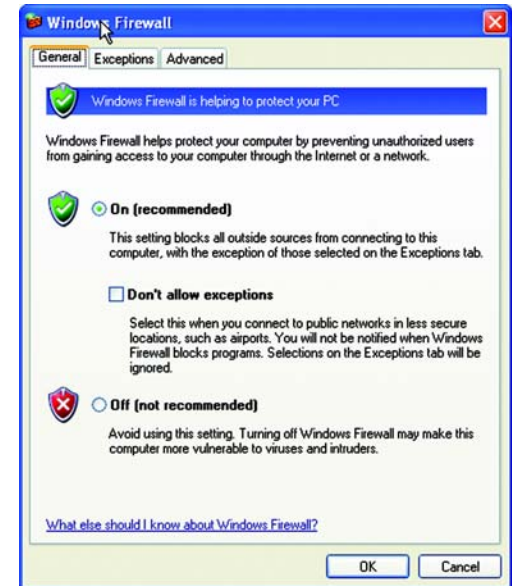 Windows Firewall
General Exceptions Advanced
Windows Firewall is helping to protect your PC
Windows Firewall helps protect your computer by preventing unauthorized users
from gaining access to your computer through the Internet or a network.
On (recommended)
This setting blocks all outside sources from connecting to this
computer, with the exception of those selected on the Exceptions tab.
Don't allow exceptions
Select this when you connect to public networks in less secure
locations, such as airports. You will not be notified when Windows
Firewall blocks programs. Selections on the Exceptions tab will be
ignored.
Off (not recommended)
Avoid using this setting. Turning off Windows Firewall may make this
computer more vulnerable to viruses and intruders.
What else should I know about Windows Firewall?
OK Cancel